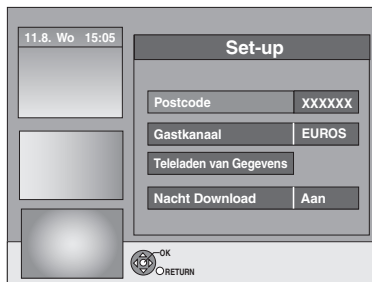 11.8. Wo 15:05
Set-up
Postcode XXXXXX
Gastkanaal EUROS
Teleladen van Gegevens
Nacht Download Aan
OK
RETURN